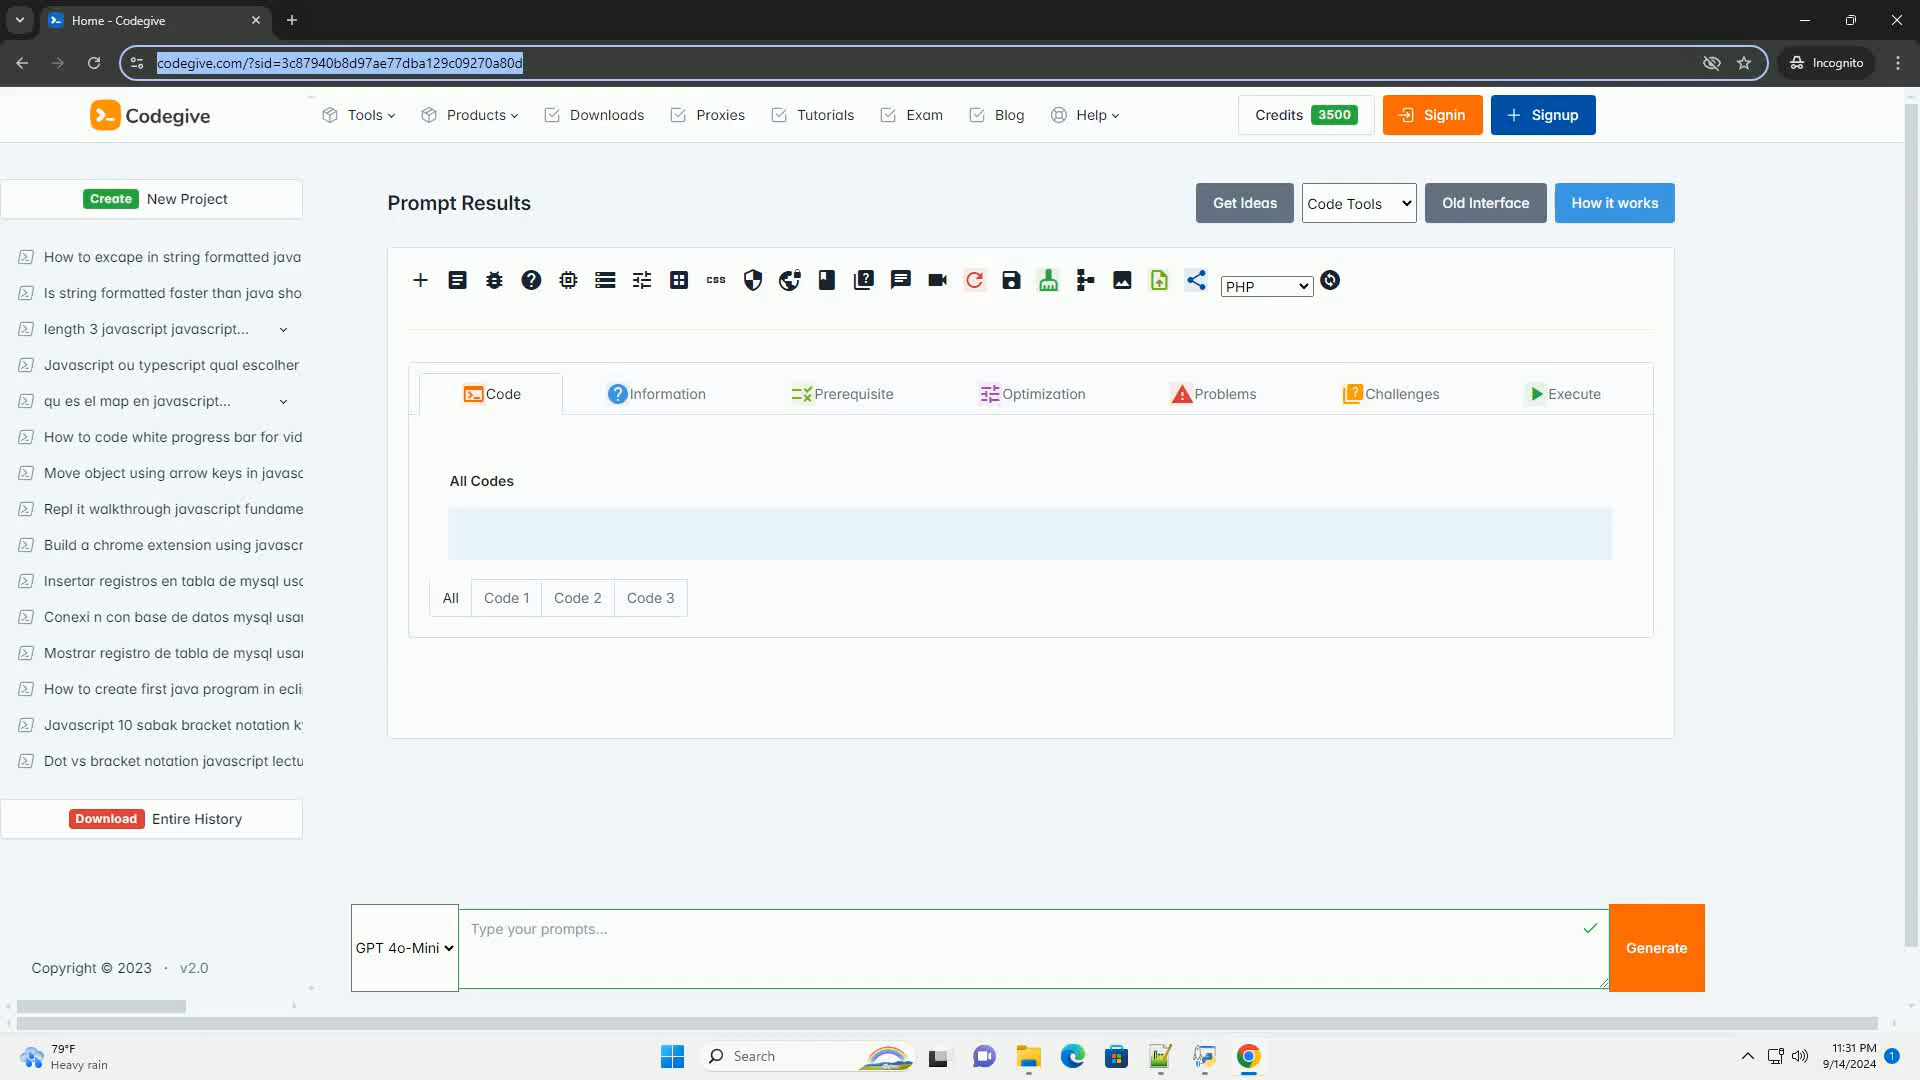 Home - Codegive
codegive.com/?sid=3c87940b8d97ae77dba129c09270a80d
Incognito
Codegive
Tools
Products
Downloads
Proxies
Tutorials
Exam
Blog
Help
Credits 3500
Signin
Signup
Create New Project
How to excape in string formatted java
Is string formatted faster than java sho
length 3 javascript javascript...
Javascript ou typescript qual escolher
qu es el map en javascript...
How to code white progress bar for vid
Move object using arrow keys in javasc
Repl it walkthrough javascript fundame
Build a chrome extension using javascr
Insertar registros en tabla de mysql usa
Conexi n con base de datos mysql usar
Mostrar registro de tabla de mysql usar
How to create first java program in ecli
Javascript 10 sabak bracket notation k
Dot vs bracket notation javascript lectu
Download Entire History
Copyright © 2023 · v2.0
Prompt Results
Get Ideas
Code Tools
Old Interface
How it works
css
PHP
Code
Information
Prerequisite
Optimization
Problems
Challenges
Execute
All Codes
All
Code 1
Code 2
Code 3
GPT 4o-Mini
Type your prompts...
Generate
79°F
Heavy rain
Search
11:31 PM
9/14/2024
1